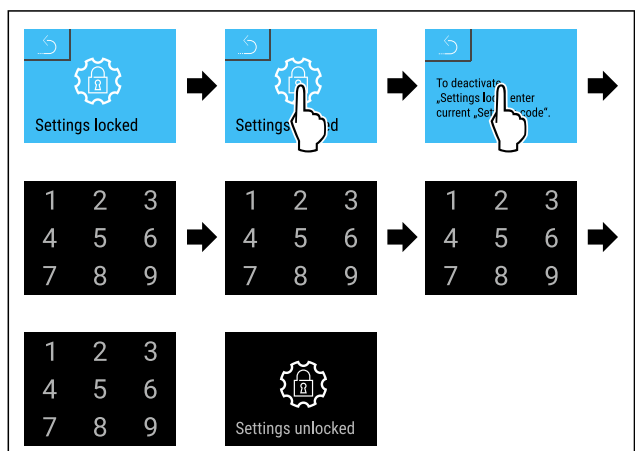 Settings locked
Settings
To deactivate
„Settings enter
current code".
1 2 3
4 5 6
7 8 9
1 2 3
4 5 6
7 8 9
1 2 3
4 5 6
7 8 9
1 2 3
4 5 6
7 8 9
Settings unlocked